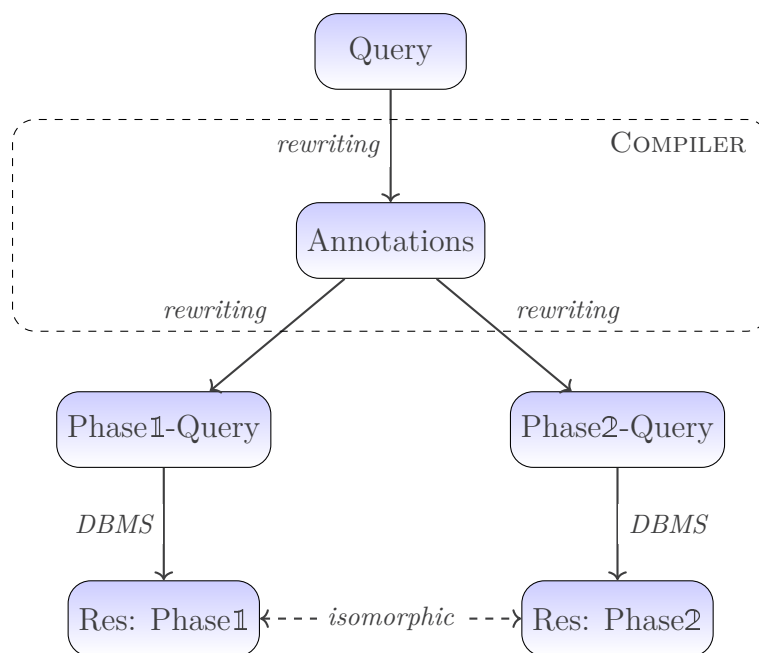 Query
rewriting
COMPILER
Annotations
rewriting
rewriting
Phase𝟙-Query
Phase𝟚-Query
DBMS
DBMS
Res: Phase𝟙
isomorphic
Res: Phase𝟚